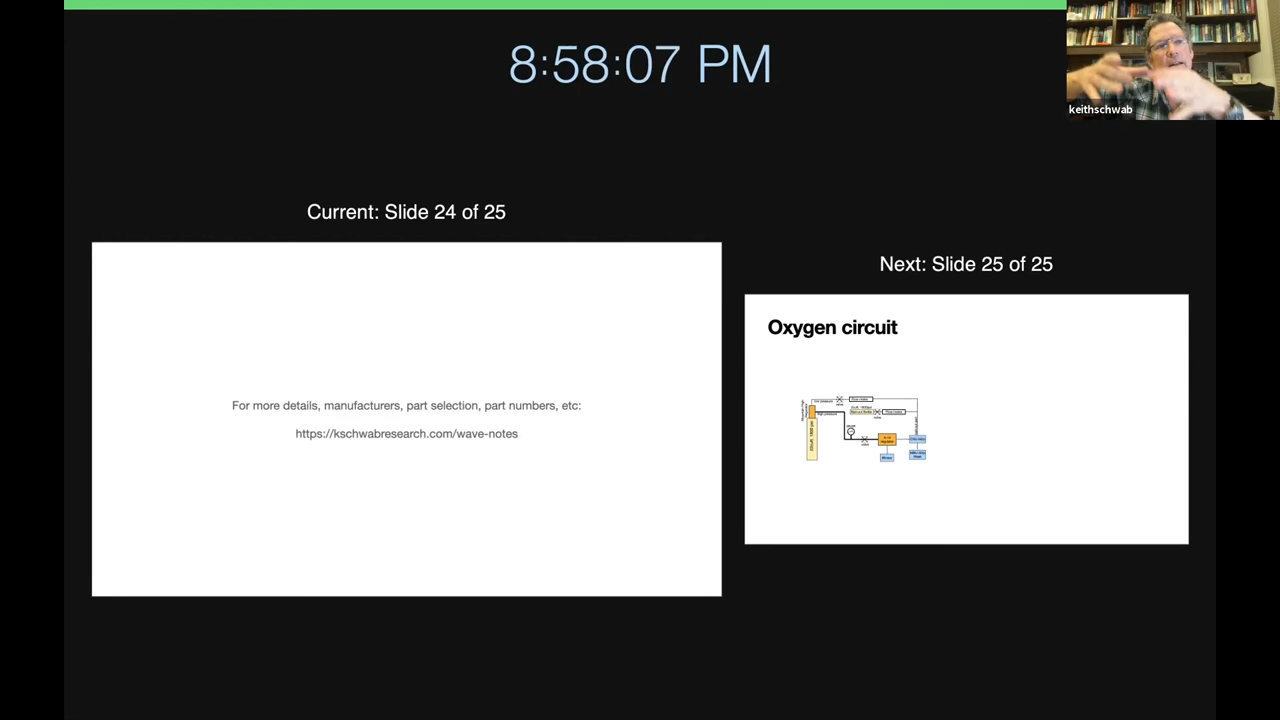 8:58:07 PM
keithschwab
Current: Slide 24 of 25
Next: Slide 25 of 25
For more details, manufacturers, part selection, part numbers, etc:
https://kschwabresearch.com/wave-notes
Oxygen circuit